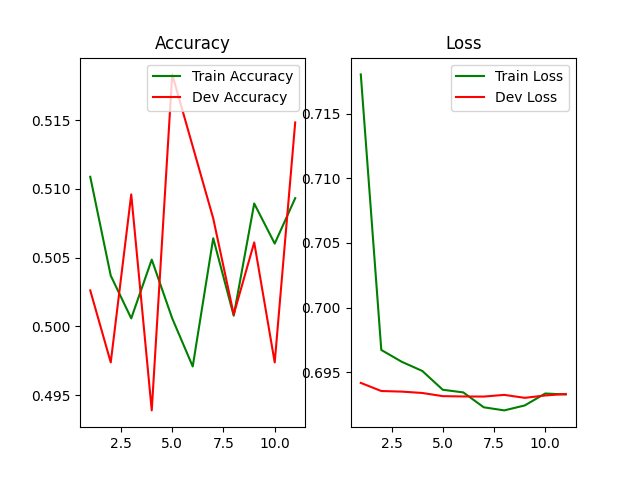 Accuracy
Train Accuracy
Dev Accuracy
0.515
0.510
0.505
0.500
0.495
2.5 5.0 7.5 10.0
Loss
Train Loss
Dev Loss
0.715
0.710
0.705
0.700
0.695
2.5 5.0 7.5 10.0